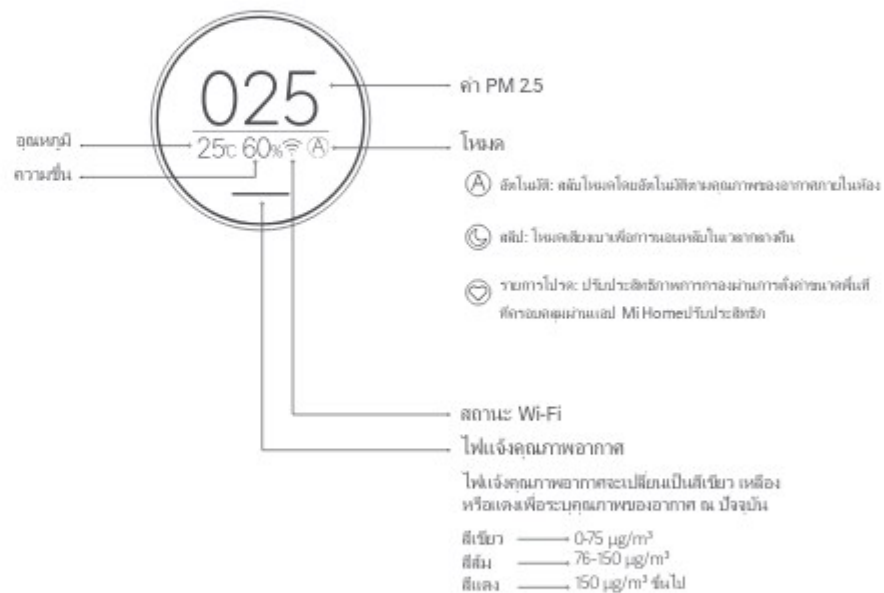 025
25℃ 60% A
ค่า PM 2.5
อุณหภูมิ
ความชื้น
โหมด
A อัตโนมัติ: สลับโหมดโดยอัตโนมัติตามคุณภาพของอากาศภายในห้อง
สลีป: โหมดเสียงเบาเพื่อการนอนหลับในเวลากลางคืน
รายการโปรด: ปรับประสิทธิภาพการกรองผ่านการตั้งค่าขนาดพื้นที่
ที่ครอบคลุมผ่านแอป Mi Homeปรับประสิทธิภ
สถานะ Wi-Fi
ไฟแจ้งคุณภาพอากาศ
ไฟแจ้งคุณภาพอากาศจะเปลี่ยนเป็นสีเขียว เหลือง
หรือแดงเพื่อระบุคุณภาพของอากาศ ณ ปัจจุบัน
สีเขียว 0-75 µg/m³
สีส้ม 76-150 µg/m³
สีแดง 150 µg/m³ ขึ้นไป